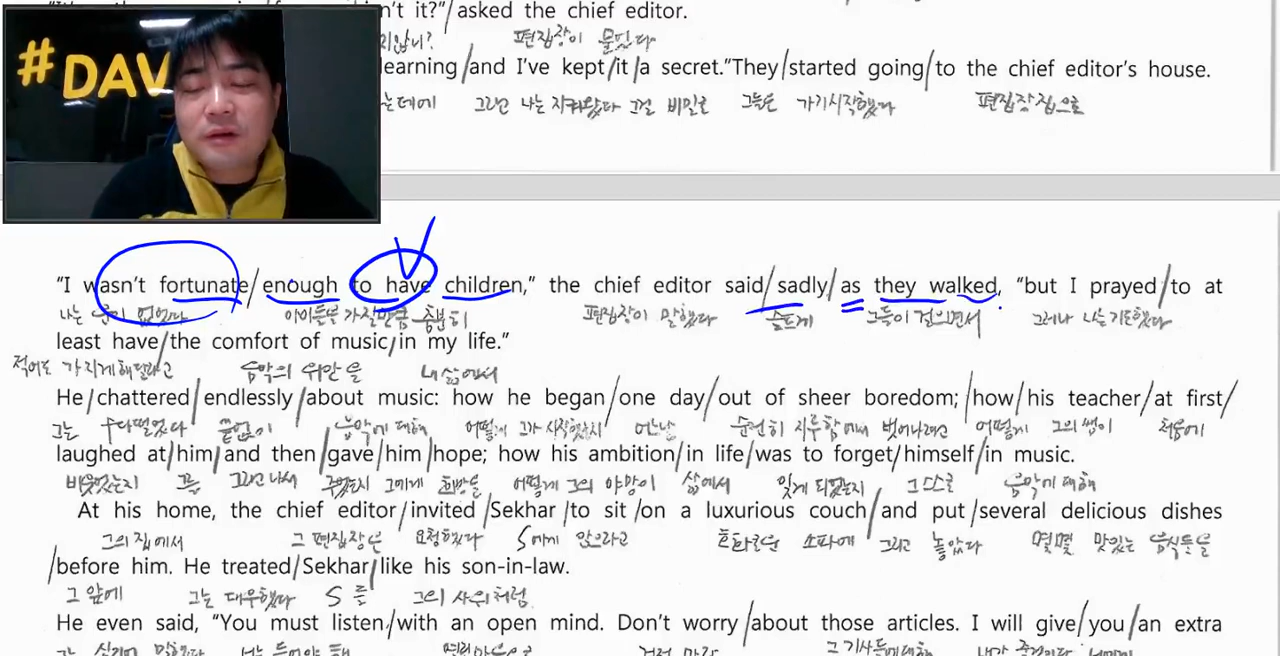 n't it?"/asked the chief editor.
지않니? 편집장이 물었다
#DAV
learning/and I've kept/it/a secret."They/started going/to the chief editor's house.
는데에 그리고 나는 지켜왔다 그걸 비밀로 그들은 가기시작했다 편집장집으로
"I wasn't fortunate/enough to have children," the chief editor said/sadly/as they walked, "but I prayed/to at
나는 운이 없었다 아이들을 가질만큼 충분히 편집장이 말했다 슬프게 그들이 걸으면서 그러나 나는기도했다
least have/the comfort of music/in my life."
적어도 가지게해달라고 음악의 위안을 내삶에서
He/chattered/endlessly/about music: how he began/one day/out of sheer boredom;/how/his teacher/at first/
그는 수다떨었다 끝없이 음악에 대해 어떻게 그가 시작했는지 어느날 순전히 지루함에서 벗어나려고 어떻게 그의 쌤이 처음에
laughed at/him/and then/gave/him/hope; how his ambition/in life/was to forget/himself/in music.
비웃었는지 그를 그리고나서 주었는지 그에게 희망을 어떻게 그의 야망이 삶에서 잊게 되었는지 그스스로 음악에 대해
At his home, the chief editor/invited/Sekhar/to sit/on a luxurious couch/and put/several delicious dishes
그의집에서 그 편집장은 요청했다 S에게 앉으라고 호화로운 소파에 그리고 놓았다 몇몇 맛있는 음식들을
/before him. He treated/Sekhar/like his son-in-law.
그 앞에 그는 대우했다 S를 그의 사위처럼
He even said, "You must listen/with an open mind. Don't worry/about those articles. I will give/you/an extra
그 기사들에대해